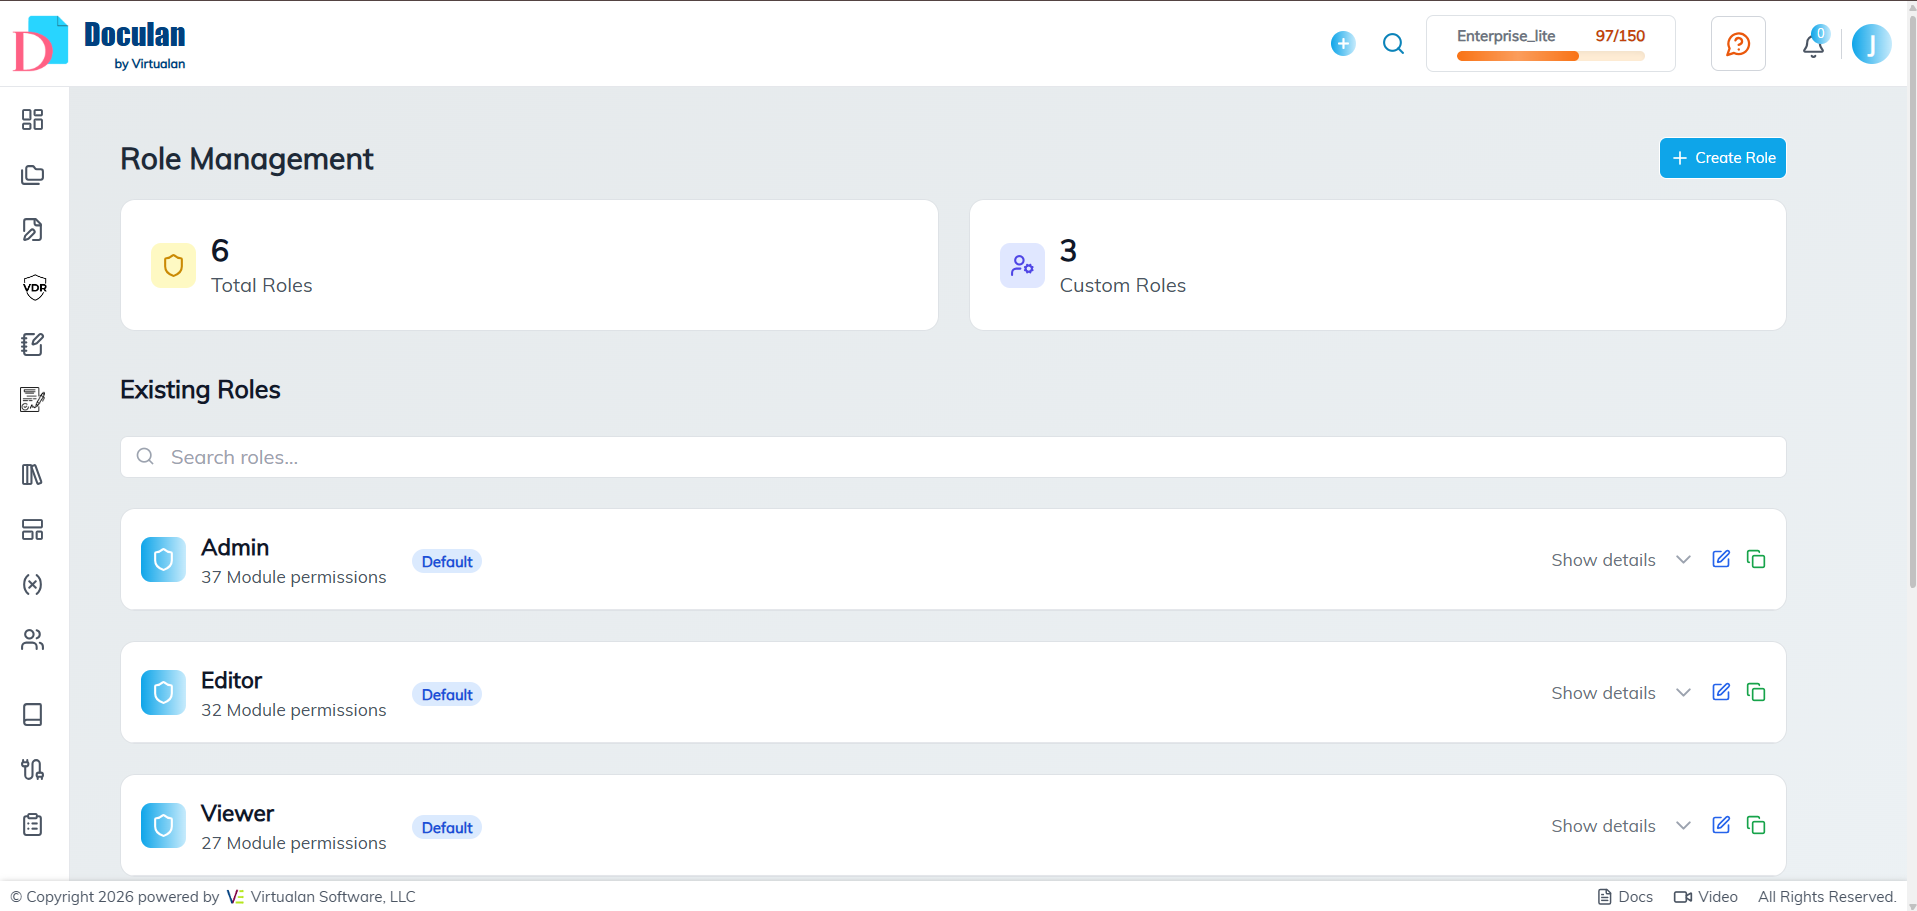 Doculan
by Virtualan
Enterprise_lite 97/150
0
J
VDR
Role Management
+ Create Role
6
Total Roles
3
Custom Roles
Existing Roles
Search roles...
Admin
37 Module permissions
Default
Show details
Editor
32 Module permissions
Default
Show details
Viewer
27 Module permissions
Default
Show details
© Copyright 2026 powered by VE Virtualan Software, LLC
Docs Video All Rights Reserved.